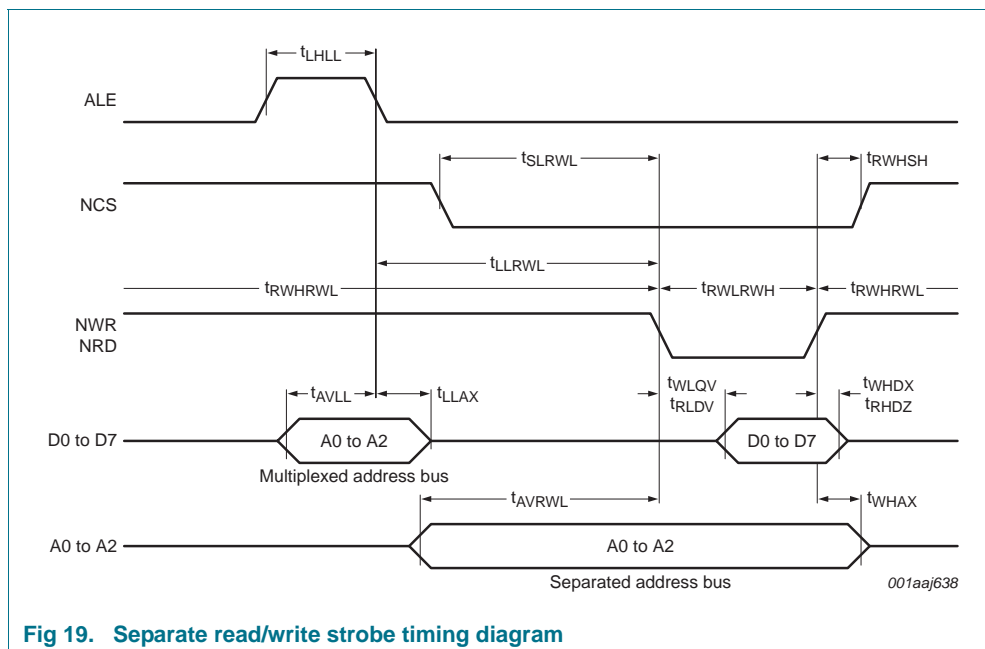 tLHLL
ALE
tSLRWL
tRWHSH
NCS
tLLRWL
tRWHRWL
tRWLRWH
tRWHRWL
NWR
NRD
tAVLL
tLLAX
tWLQV
tRLDV
tWHDX
tRHDZ
D0 to D7
A0 to A2
D0 to D7
Multiplexed address bus
tAVRWL
tWHAX
A0 to A2
A0 to A2
Separated address bus
001aaj638
Fig 19. Separate read/write strobe timing diagram